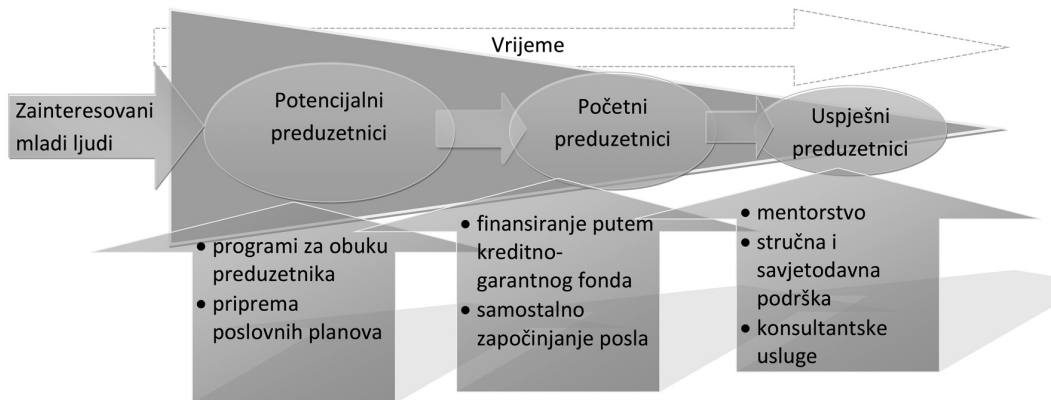 Vrijeme
Zainteresovani
mladi ljudi
Potencijalni
preduzetnici
Početni
preduzetnici
Uspješni
preduzetnici
• programi za obuku
preduzetnika
• priprema
poslovnih planova
• finansiranje putem
kreditno-
garantnog fonda
• samostalno
započinjanje posla
• mentorstvo
• stručna i
savjetodavna
podrška
• konsultantske
usluge